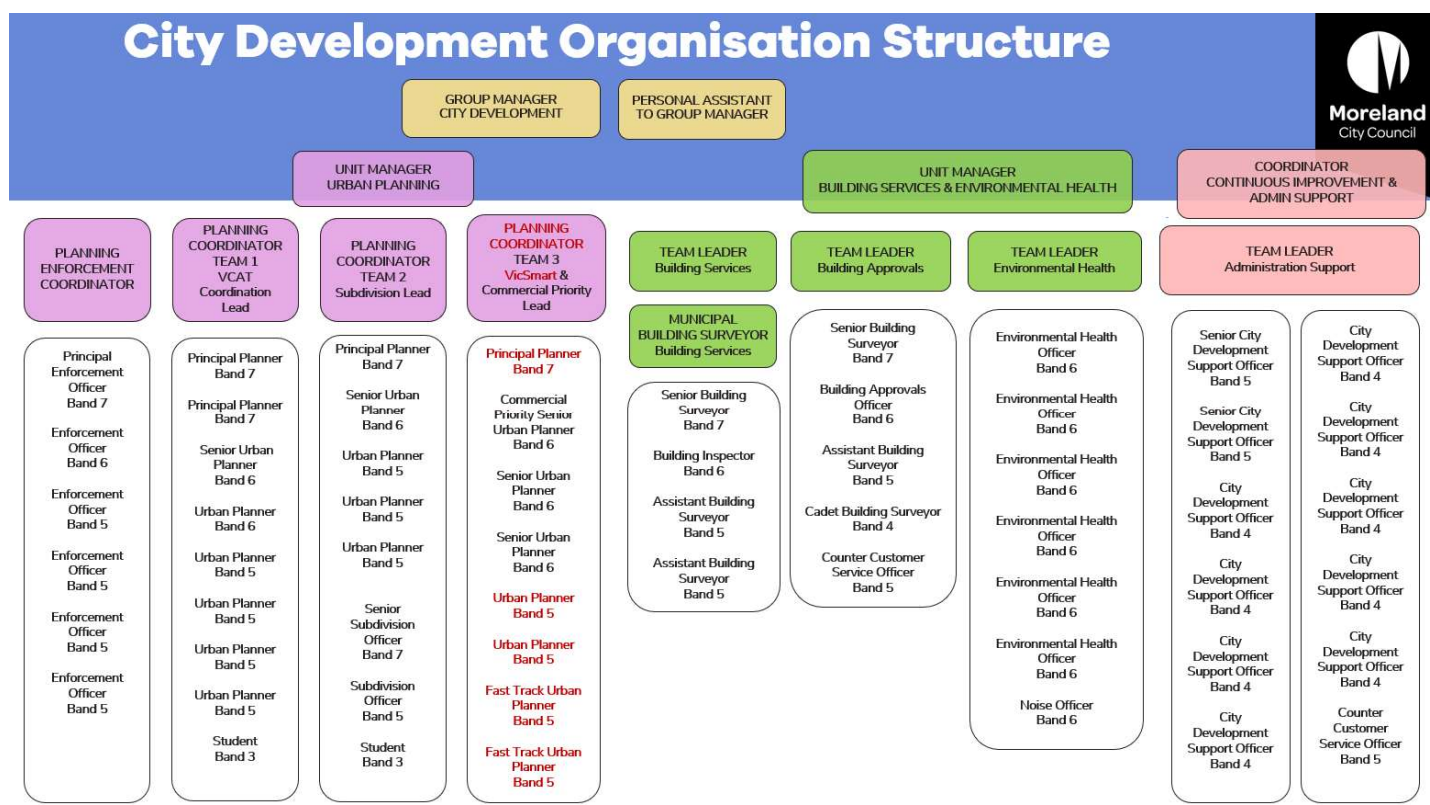 City Development Organisation Structure
Moreland
City Council
GROUP MANAGER
CITY DEVELOPMENT
PERSONAL ASSISTANT
TO GROUP MANAGER
UNIT MANAGER
URBAN PLANNING
UNIT MANAGER
BUILDING SERVICES & ENVIRONMENTAL HEALTH
COORDINATOR
CONTINUOUS IMPROVEMENT &
ADMIN SUPPORT
PLANNING
ENFORCEMENT
COORDINATOR
Principal
Enforcement
Officer
Band 7
Enforcement
Officer
Band 6
Enforcement
Officer
Band 5
Enforcement
Officer
Band 5
Enforcement
Officer
Band 5
Enforcement
Officer
Band 5
PLANNING
COORDINATOR
TEAM 1
VCAT
Coordination
Lead
Principal Planner
Band 7
Principal Planner
Band 7
Senior Urban
Planner
Band 6
Urban Planner
Band 6
Urban Planner
Band 5
Urban Planner
Band 5
Urban Planner
Band 5
Urban Planner
Band 5
Student
Band 3
PLANNING
COORDINATOR
TEAM 2
Subdivision Lead
Principal Planner
Band 7
Senior Urban
Planner
Band 6
Urban Planner
Band 5
Urban Planner
Band 5
Urban Planner
Band 5
Senior
Subdivision
Officer
Band 7
Subdivision
Officer
Band 5
Student
Band 3
PLANNING
COORDINATOR
TEAM 3
VicSmart &
Commercial Priority
Lead
Principal Planner
Band 7
Commercial
Priority Senior
Urban Planner
Band 6
Senior Urban
Planner
Band 6
Senior Urban
Planner
Band 6
Urban Planner
Band 5
Urban Planner
Band 5
Fast Track Urban
Planner
Band 5
Fast Track Urban
Planner
Band 5
TEAM LEADER
Building Services
MUNICIPAL
BUILDING SURVEYOR
Building Services
Senior Building
Surveyor
Band 7
Building Inspector
Band 6
Assistant Building
Surveyor
Band 5
Assistant Building
Surveyor
Band 5
TEAM LEADER
Building Approvals
Senior Building
Surveyor
Band 7
Building Approvals
Officer
Band 6
Assistant Building
Surveyor
Band 5
Cadet Building Surveyor
Band 4
Counter Customer
Service Officer
Band 5
TEAM LEADER
Environmental Health
Environmental Health
Officer
Band 6
Environmental Health
Officer
Band 6
Environmental Health
Officer
Band 6
Environmental Health
Officer
Band 6
Environmental Health
Officer
Band 6
Environmental Health
Officer
Band 6
Noise Officer
Band 6
TEAM LEADER
Administration Support
Senior City
Development
Support Officer
Band 5
Senior City
Development
Support Officer
Band 5
City
Development
Support Officer
Band 4
City
Development
Support Officer
Band 4
City
Development
Support Officer
Band 4
City
Development
Support Officer
Band 4
City
Development
Support Officer
Band 4
City
Development
Support Officer
Band 4
City
Development
Support Officer
Band 4
City
Development
Support Officer
Band 4
City
Development
Support Officer
Band 4
Counter
Customer
Service Officer
Band 5